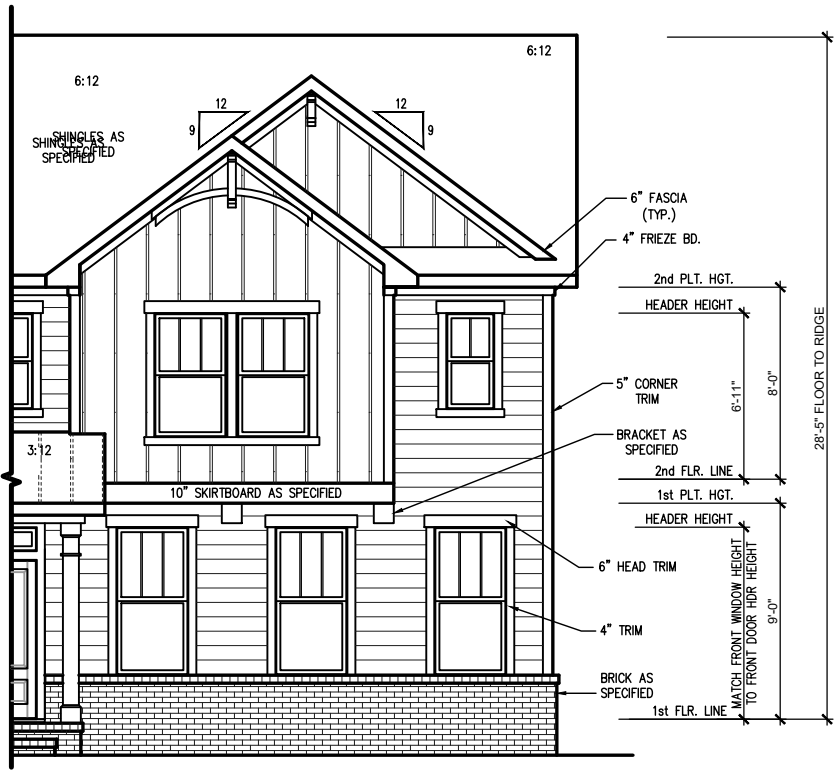 6:12
6:12
12
9
12
9
SHINGLES AS
SPECIFIED
SHINGLES AS
SPECIFIED
6" FASCIA
(TYP.)
4" FRIEZE BD.
2nd PLT. HGT.
HEADER HEIGHT
28'-5" FLOOR TO RIDGE
5" CORNER
TRIM
6'-11"
8'-0"
BRACKET AS
SPECIFIED
3:12
2nd FLR. LINE
10" SKIRTBOARD AS SPECIFIED
1st PLT. HGT.
HEADER HEIGHT
6" HEAD TRIM
MATCH FRONT WINDOW HEIGHT
TO FRONT DOOR HDR HEIGHT
9'-0"
4" TRIM
BRICK AS
SPECIFIED
1st FLR. LINE